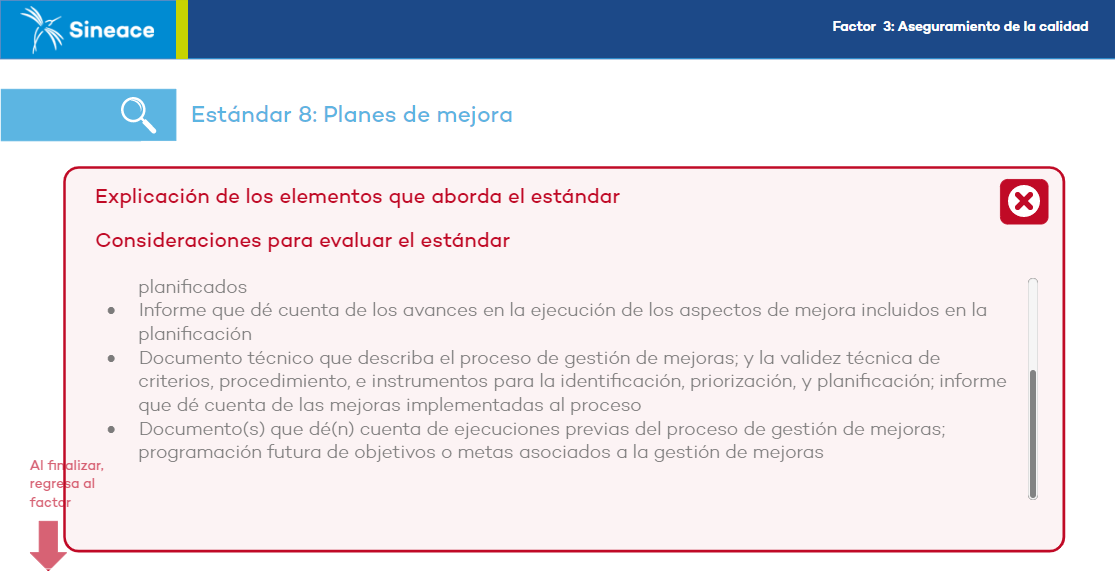 Sineace
Factor 3: Aseguramiento de la calidad
Estándar 8: Planes de mejora
Explicación de los elementos que aborda el estándar
Consideraciones para evaluar el estándar
planificados
• Informe que dé cuenta de los avances en la ejecución de los aspectos de mejora incluidos en la
planificación
• Documento técnico que describa el proceso de gestión de mejoras; y la validez técnica de
criterios, procedimiento, e instrumentos para la identificación, priorización, y planificación; informe
que dé cuenta de las mejoras implementadas al proceso
• Documento(s) que dé(n) cuenta de ejecuciones previas del proceso de gestión de mejoras;
programación futura de objetivos o metas asociados a la gestión de mejoras
Al finalizar,
regresa al
factor